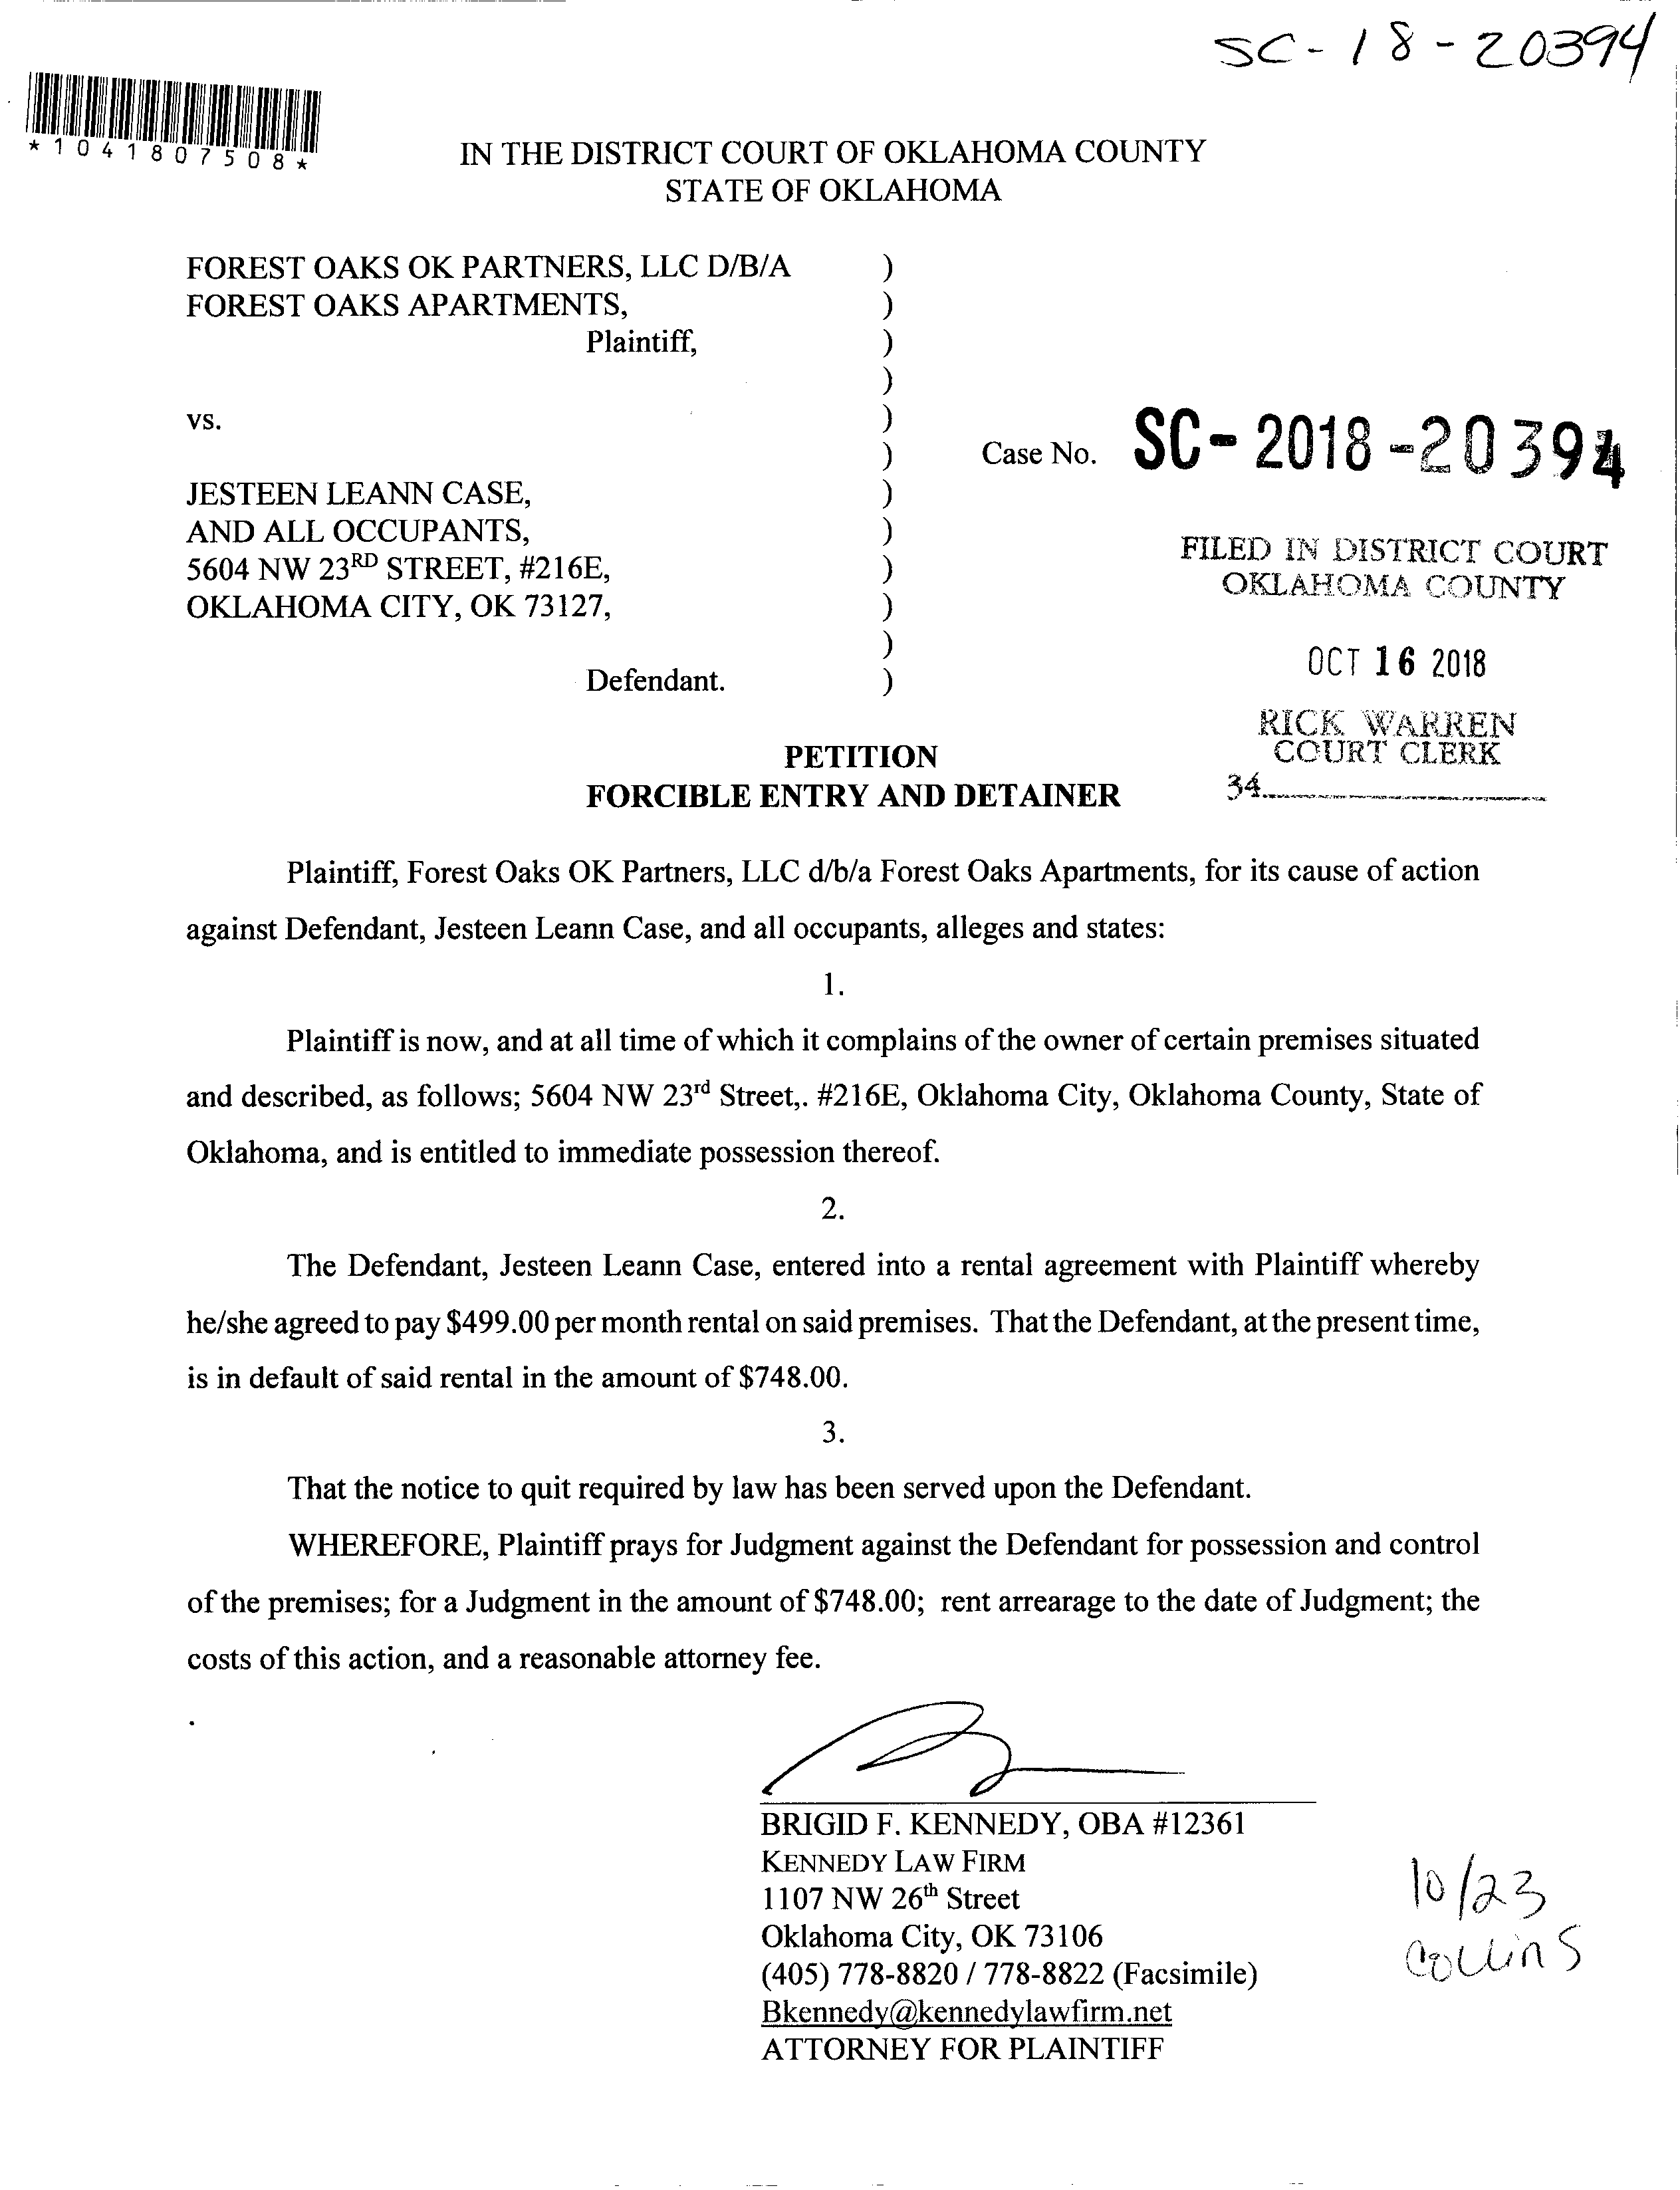 SC-18-20394
*1041807508*
IN THE DISTRICT COURT OF OKLAHOMA COUNTY
STATE OF OKLAHOMA
FOREST OAKS OK PARTNERS, LLC D/B/A )
FOREST OAKS APARTMENTS, )
Plaintiff, )
)
vs. )
) Case No. SC-2018-20394
JESTEEN LEANN CASE, )
AND ALL OCCUPANTS, )
5604 NW 23RD STREET, #216E, )
OKLAHOMA CITY, OK 73127, )
)
Defendant. )
FILED IN DISTRICT COURT
OKLAHOMA COUNTY
OCT 16 2018
RICK WARREN
COURT CLERK
34
PETITION
FORCIBLE ENTRY AND DETAINER
Plaintiff, Forest Oaks OK Partners, LLC d/b/a Forest Oaks Apartments, for its cause of action
against Defendant, Jesteen Leann Case, and all occupants, alleges and states:
1.
Plaintiff is now, and at all time of which it complains of the owner of certain premises situated
and described, as follows; 5604 NW 23rd Street,. #216E, Oklahoma City, Oklahoma County, State of
Oklahoma, and is entitled to immediate possession thereof.
2.
The Defendant, Jesteen Leann Case, entered into a rental agreement with Plaintiff whereby
he/she agreed to pay $499.00 per month rental on said premises. That the Defendant, at the present time,
is in default of said rental in the amount of $748.00.
3.
That the notice to quit required by law has been served upon the Defendant.
WHEREFORE, Plaintiff prays for Judgment against the Defendant for possession and control
of the premises; for a Judgment in the amount of $748.00; rent arrearage to the date of Judgment; the
costs of this action, and a reasonable attorney fee.
BRIGID F. KENNEDY, OBA #12361
KENNEDY LAW FIRM
1107 NW 26th Street
Oklahoma City, OK 73106
(405) 778-8820 / 778-8822 (Facsimile)
Bkennedy@kennedylawfirm.net
ATTORNEY FOR PLAINTIFF
10/23
Collins